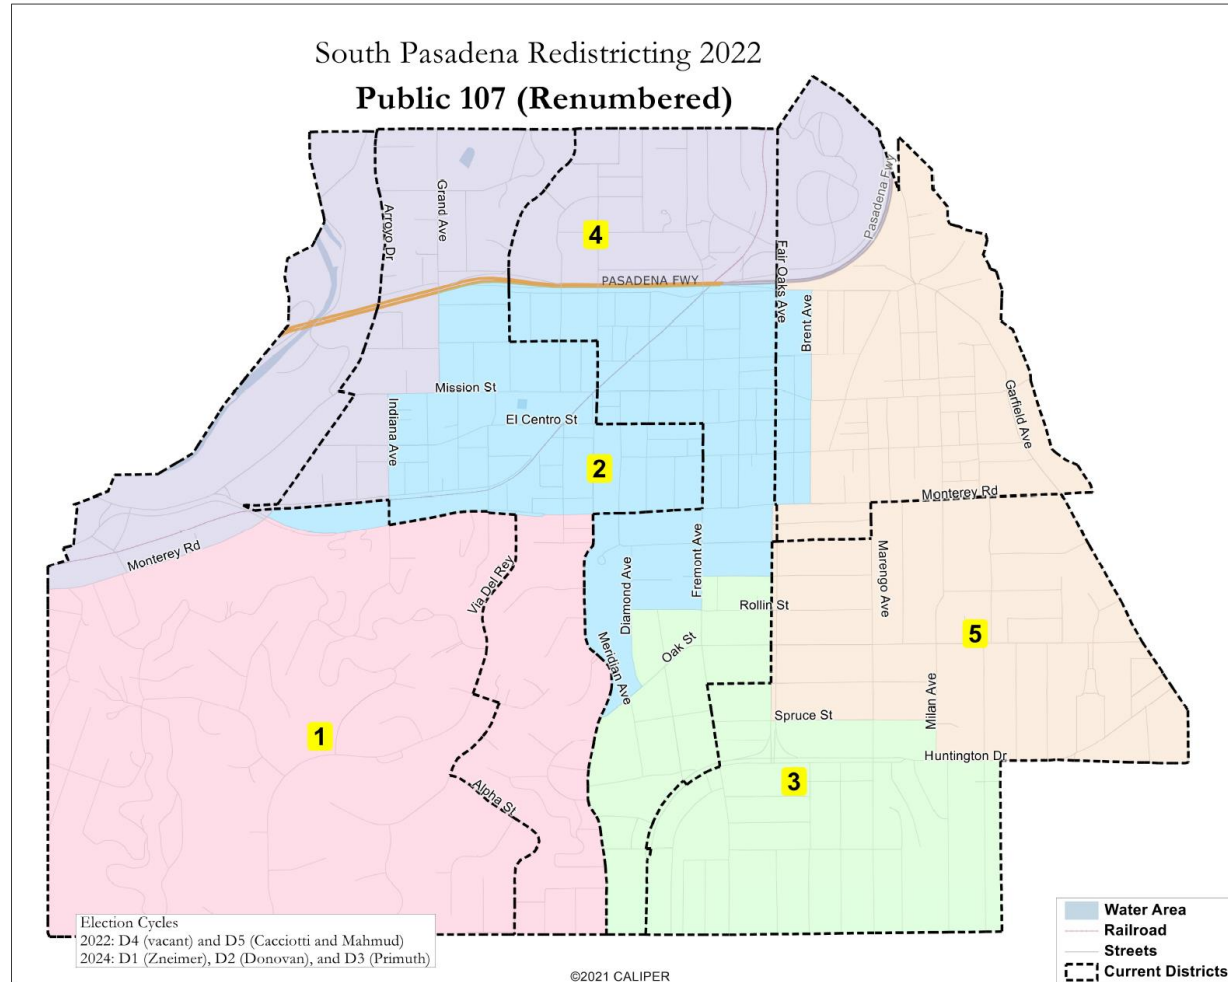 South Pasadena Redistricting 2022
Public 107 (Renumbered)
Pasadena Fwy
Grand Ave
Arroyo Dr
4
Fair Oaks Ave
PASADENA FWY
Brent Ave
Mission St
Garfield Ave
Indiana Ave
El Centro St
2
Monterey Rd
Monterey Rd
Fremont Ave
Marengo Ave
Via Del Rey
Diamond Ave
Rollin St
5
Oak St
Meridian Ave
Milan Ave
Spruce St
1
Huntington Dr
3
Alpha St
Election Cycles
2022: D4 (vacant) and D5 (Cacciotti and Mahmud)
2024: D1 (Zneimer), D2 (Donovan), and D3 (Primuth)
Water Area
Railroad
Streets
Current Districts
©2021 CALIPER